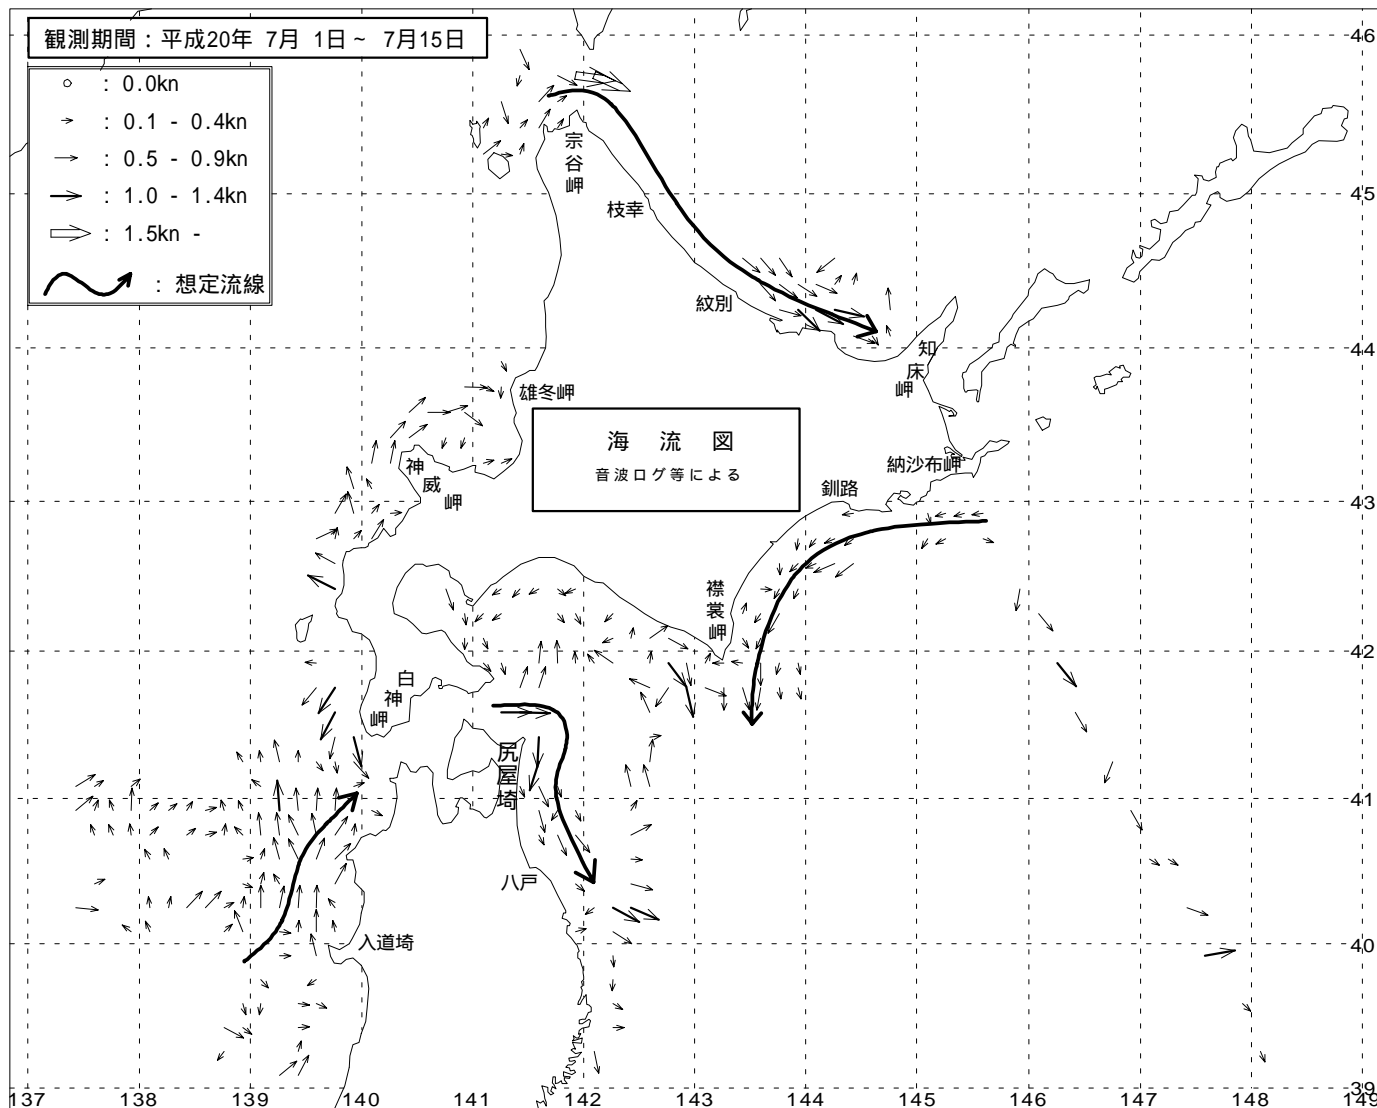 観測期間：平成20年 7月 1日～ 7月15日
：0.0kn
：0.1 - 0.4kn
：0.5 - 0.9kn
：1.0 - 1.4kn
：1.5kn -
：想定流線
宗谷岬
枝幸
紋別
知床岬
雄冬岬
海 流 図
音波ログ等による
納沙布岬
釧路
神威岬
襟裳岬
白神岬
尻屋埼
八戸
入道埼
46
45
44
43
42
41
40
39
137 138 139 140 141 142 143 144 145 146 147 148 149